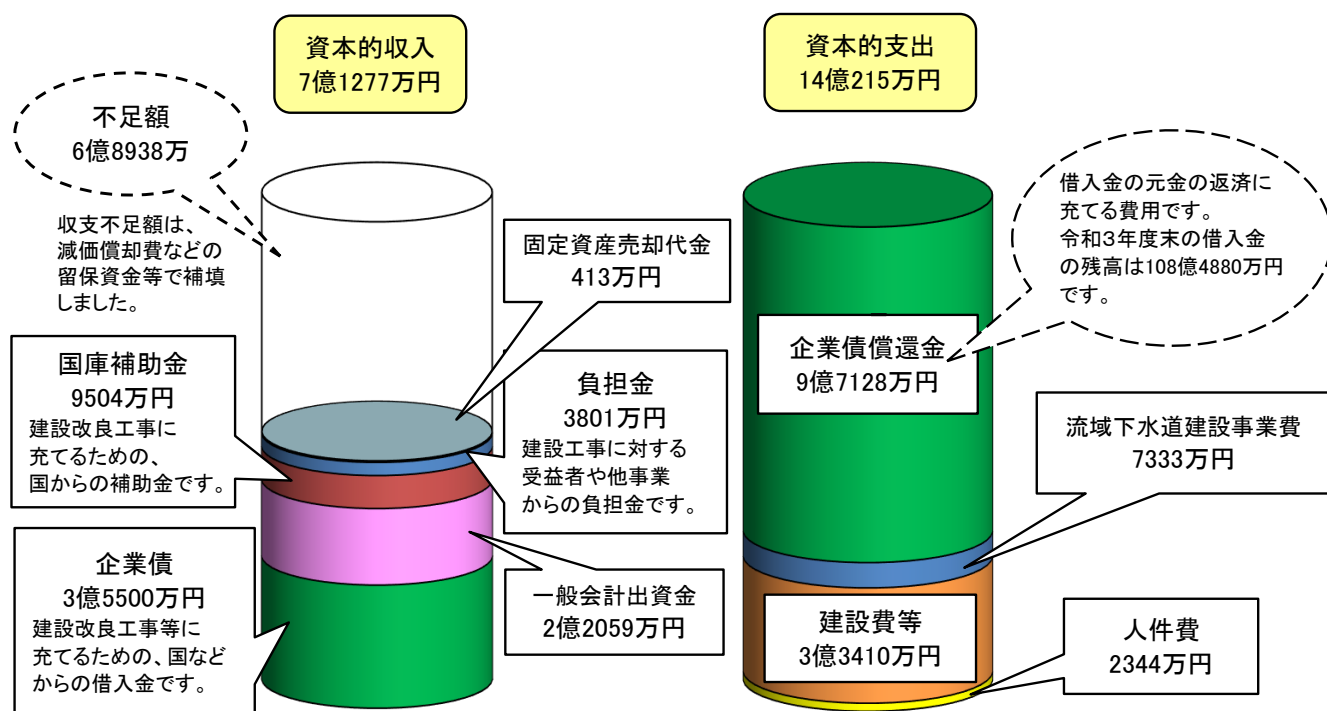 資本的収入
7億1277万円
資本的支出
14億215万円
不足額
6億8938万
収支不足額は、
減価償却費などの
留保資金等で補填
しました。
固定資産売却代金
413万円
国庫補助金
9504万円
建設改良工事に
充てるための、
国からの補助金です。
負担金
3801万円
建設工事に対する
受益者や他事業
からの負担金です。
企業債
3億5500万円
建設改良工事等に
充てるための、国など
からの借入金です。
一般会計出資金
2億2059万円
借入金の元金の返済に
充てる費用です。
令和3年度末の借入金
の残高は108億4880万円
です。
企業債償還金
9億7128万円
流域下水道建設事業費
7333万円
建設費等
3億3410万円
人件費
2344万円